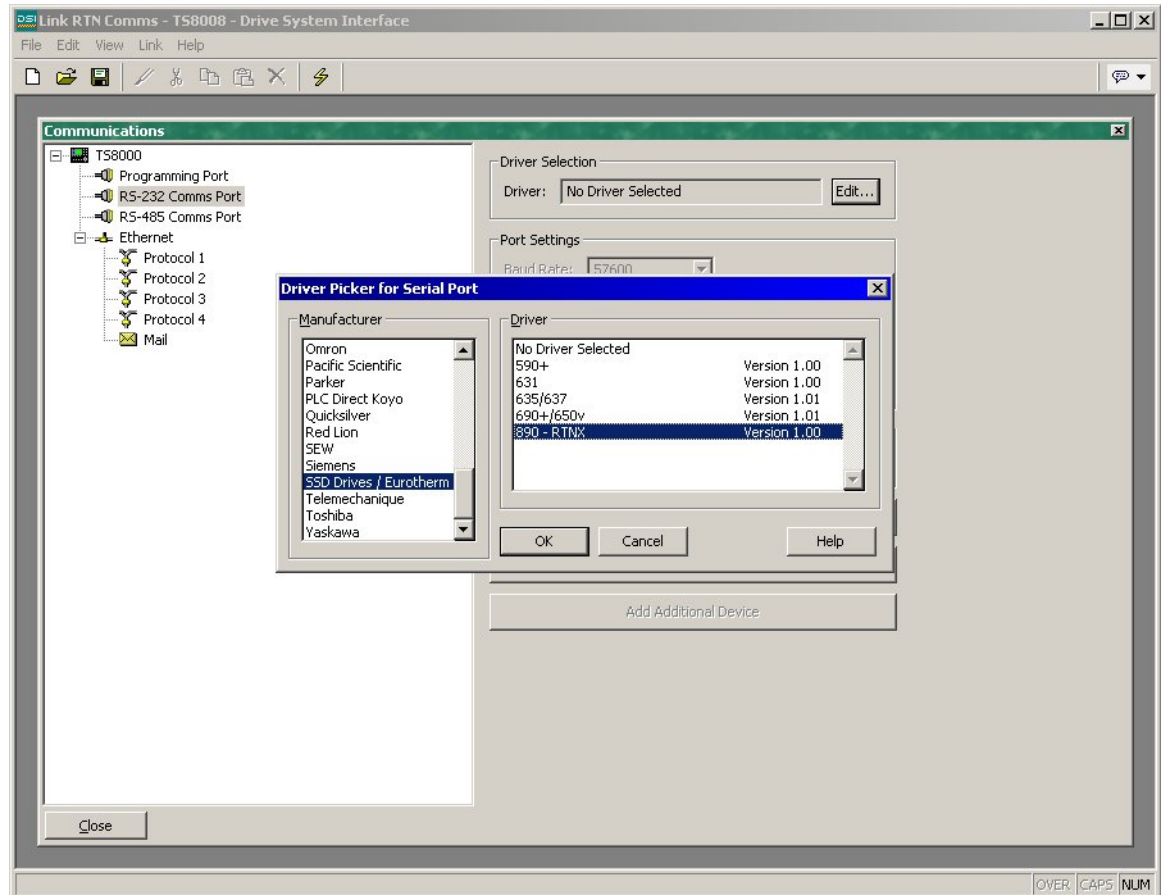 DSI Link RTN Comms - TS8008 - Drive System Interface
File Edit View Link Help
Communications
TS8000
Programming Port
RS-232 Comms Port
RS-485 Comms Port
Ethernet
Protocol 1
Protocol 2
Protocol 3
Protocol 4
Mail
Driver Selection
Driver: No Driver Selected Edit...
Port Settings
Baud Rate: 57600
Driver Picker for Serial Port
Manufacturer
Omron
Pacific Scientific
Parker
PLC Direct Koyo
Quicksilver
Red Lion
SEW
Siemens
SSD Drives / Eurotherm
Telemechanique
Toshiba
Yaskawa
Driver
No Driver Selected
590+ Version 1.00
631 Version 1.00
635/637 Version 1.01
690+/650v Version 1.01
890 - RTNX Version 1.00
OK Cancel Help
Add Additional Device
Close
OVER CAPS NUM